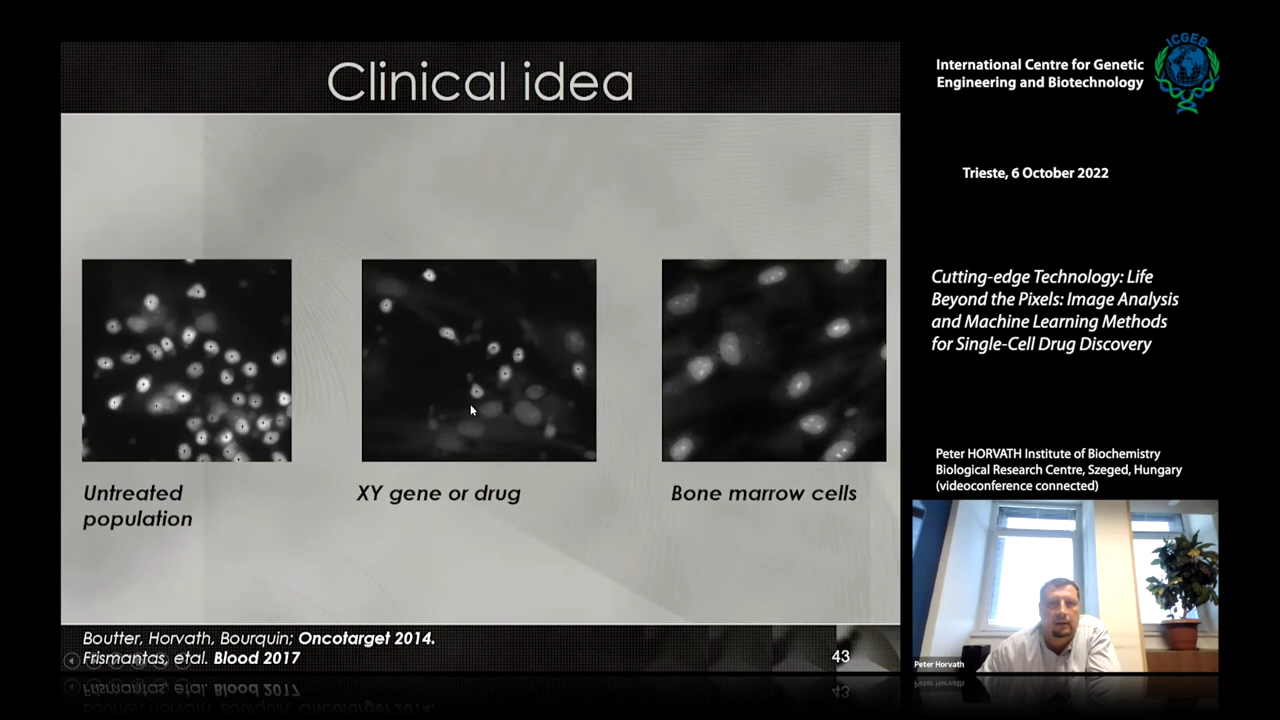 Clinical idea
Untreated
population
XY gene or drug
Bone marrow cells
Boutter, Horvath, Bourquin; Oncotarget 2014.
Frismantas, etal. Blood 2017
43
International Centre for Genetic
Engineering and Biotechnology
ICGEB
Trieste, 6 October 2022
Cutting-edge Technology: Life
Beyond the Pixels: Image Analysis
and Machine Learning Methods
for Single-Cell Drug Discovery
Peter HORVATH Institute of Biochemistry
Biological Research Centre, Szeged, Hungary
(videoconference connected)
Peter Horvath